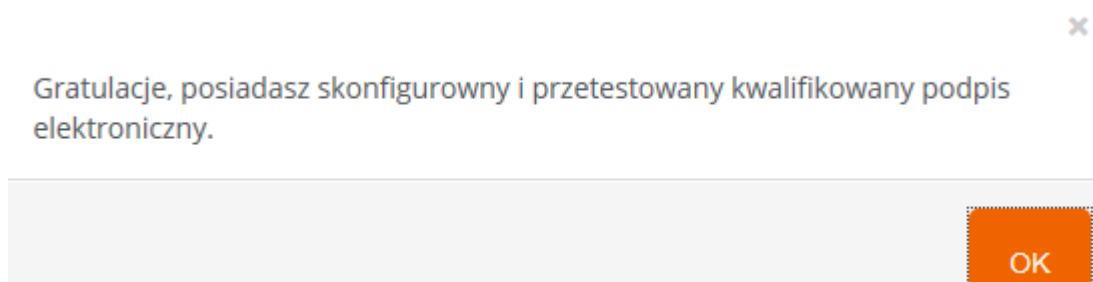 Gratulacje, posiadasz skonfigurowny i przetestowany kwalifikowany podpis
elektroniczny.
OK